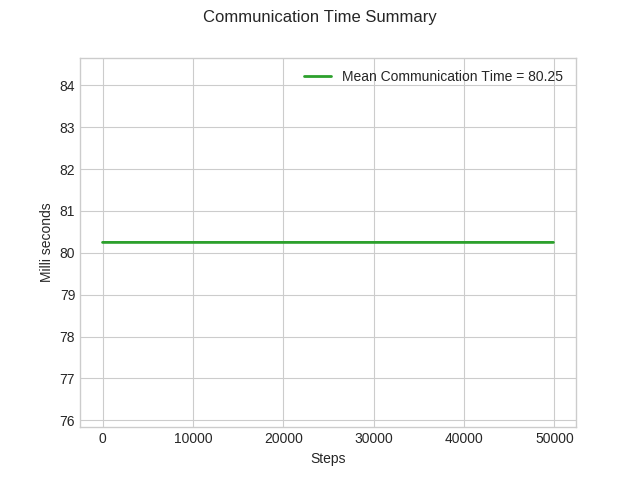 Communication Time Summary
Mean Communication Time = 80.25
84
83
82
81
80
79
78
77
76
Milli seconds
0 10000 20000 30000 40000 50000
Steps